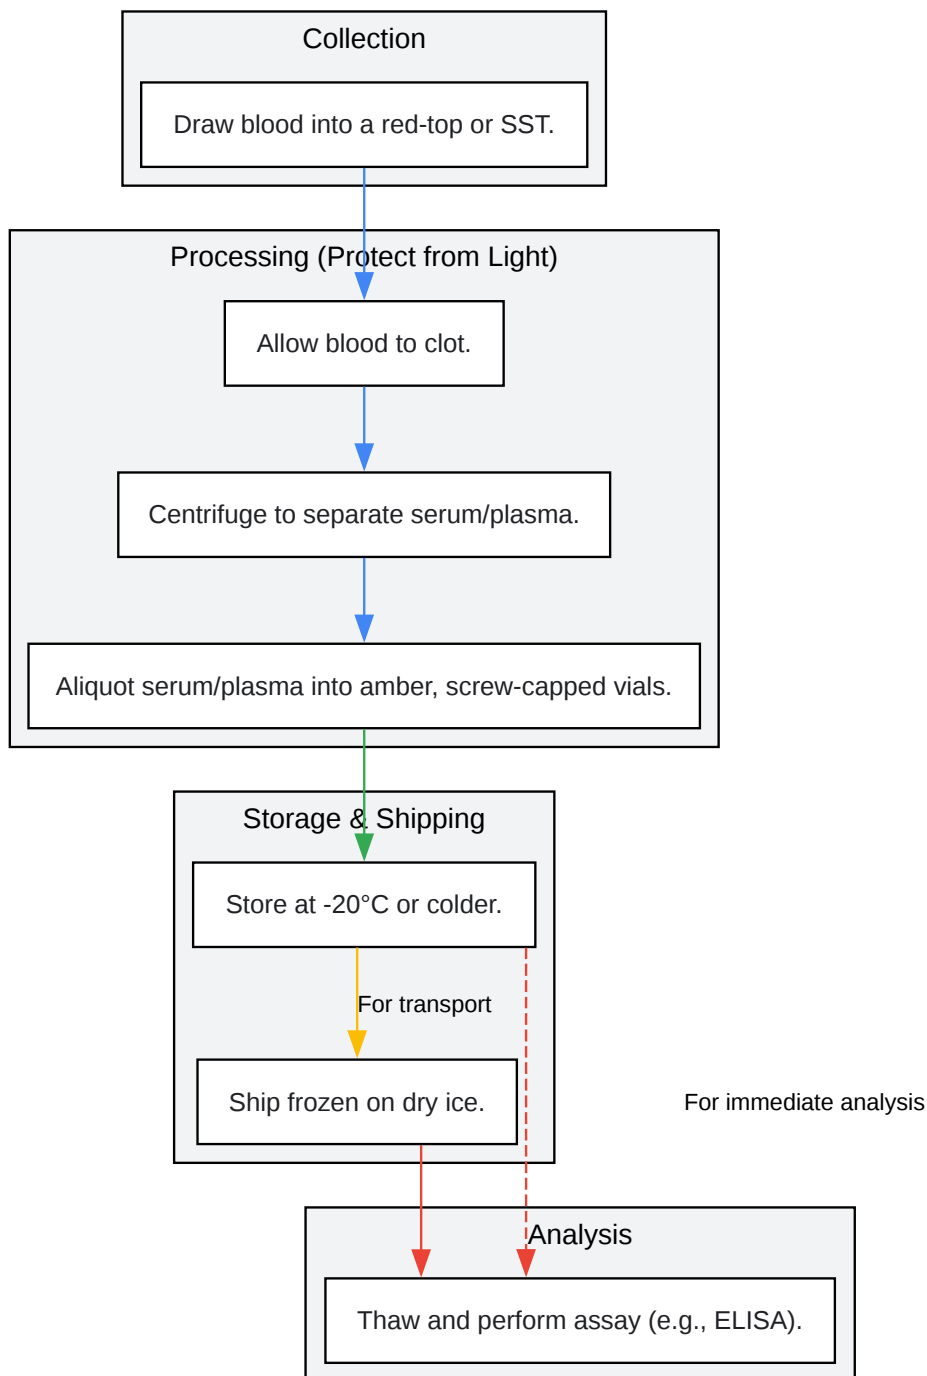 Collection
Draw blood into a red-top or SST.
Processing (Protect from Light)
Allow blood to clot.
Centrifuge to separate serum/plasma.
Aliquot serum/plasma into amber, screw-capped vials.
Storage & Shipping
Store at -20°C or colder.
For transport
Ship frozen on dry ice.
For immediate analysis
Analysis
Thaw and perform assay (e.g., ELISA).